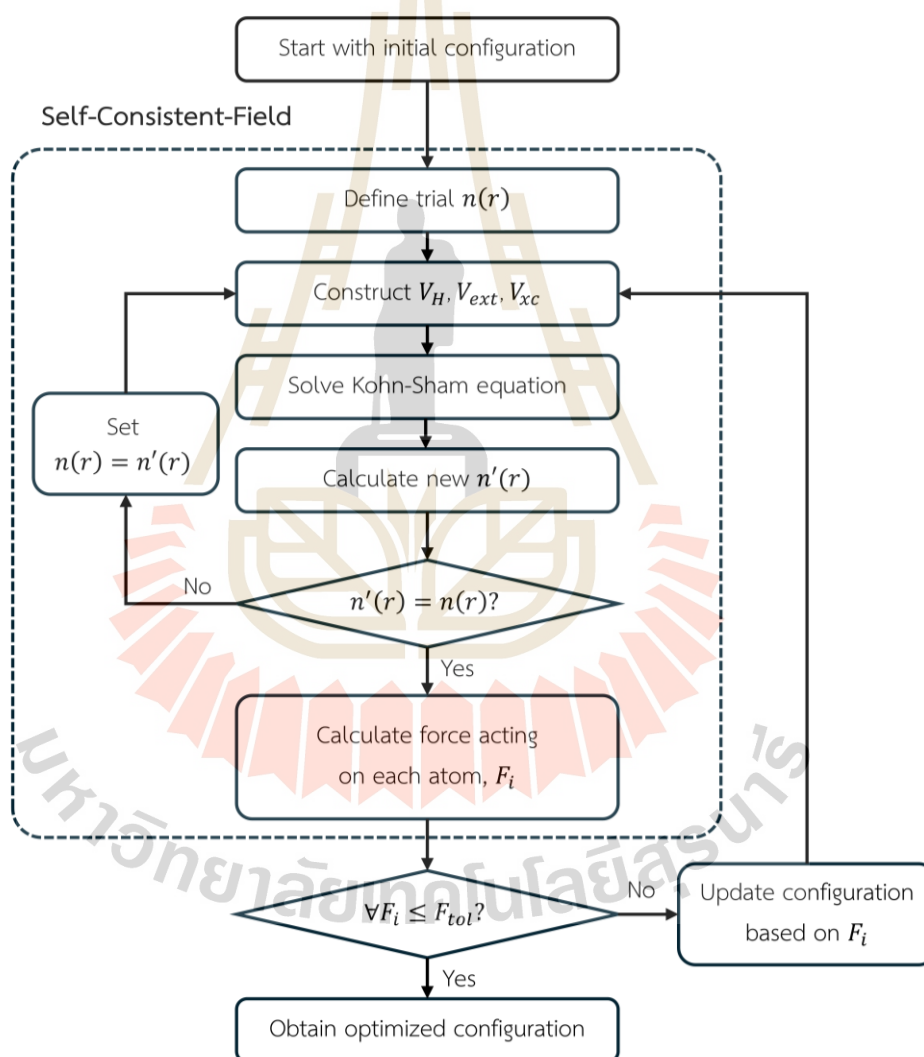 Start with initial configuration
Self-Consistent-Field
Define trial n(r)
Construct V_H, V_ext, V_xc
Solve Kohn-Sham equation
Set
n(r) = n′(r)
Calculate new n′(r)
No
n′(r) = n(r)?
Yes
Calculate force acting
on each atom, F_i
มหาวิทยาลัยเทคโนโลยีสุรนารี
∀F_i ≤ F_tol?
No
Update configuration
based on F_i
Yes
Obtain optimized configuration